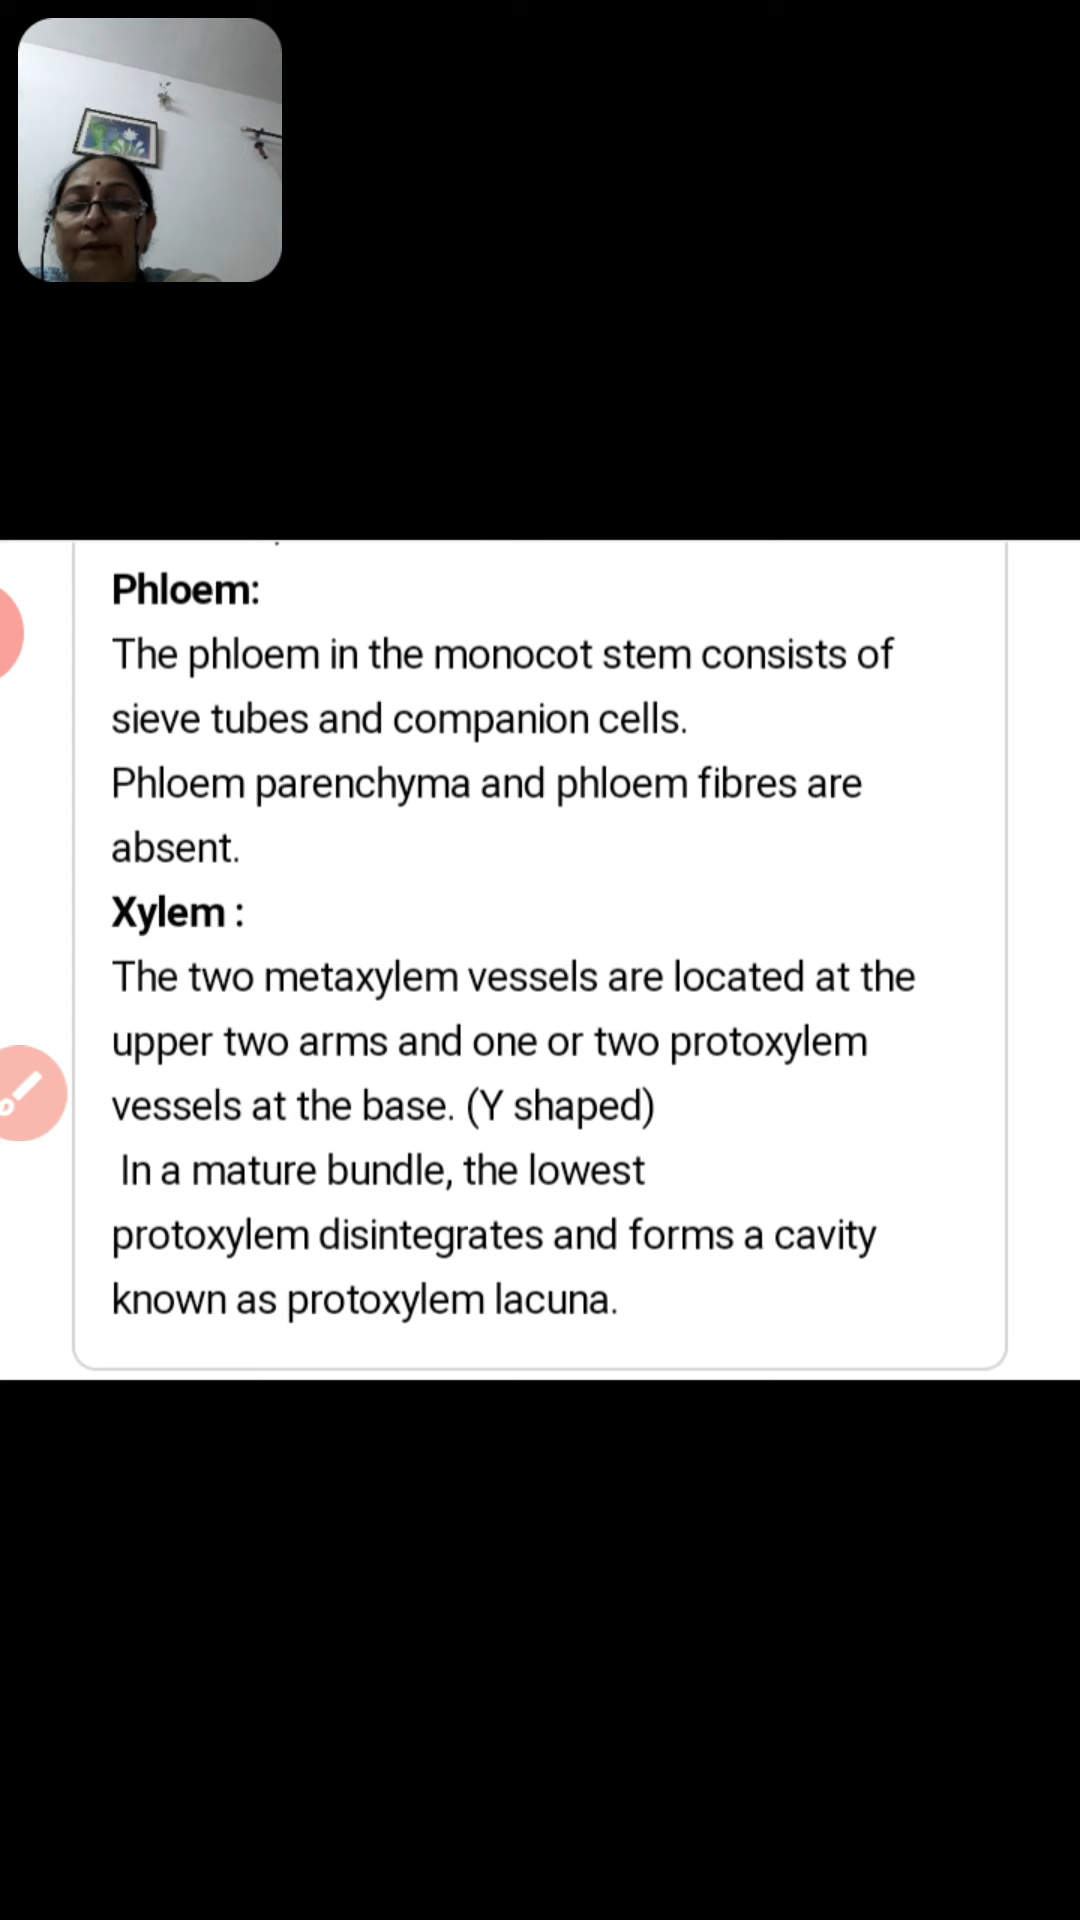 Phloem:
The phloem in the monocot stem consists of
sieve tubes and companion cells.
Phloem parenchyma and phloem fibres are
absent.
Xylem :
The two metaxylem vessels are located at the
upper two arms and one or two protoxylem
vessels at the base. (Y shaped)
In a mature bundle, the lowest
protoxylem disintegrates and forms a cavity
known as protoxylem lacuna.